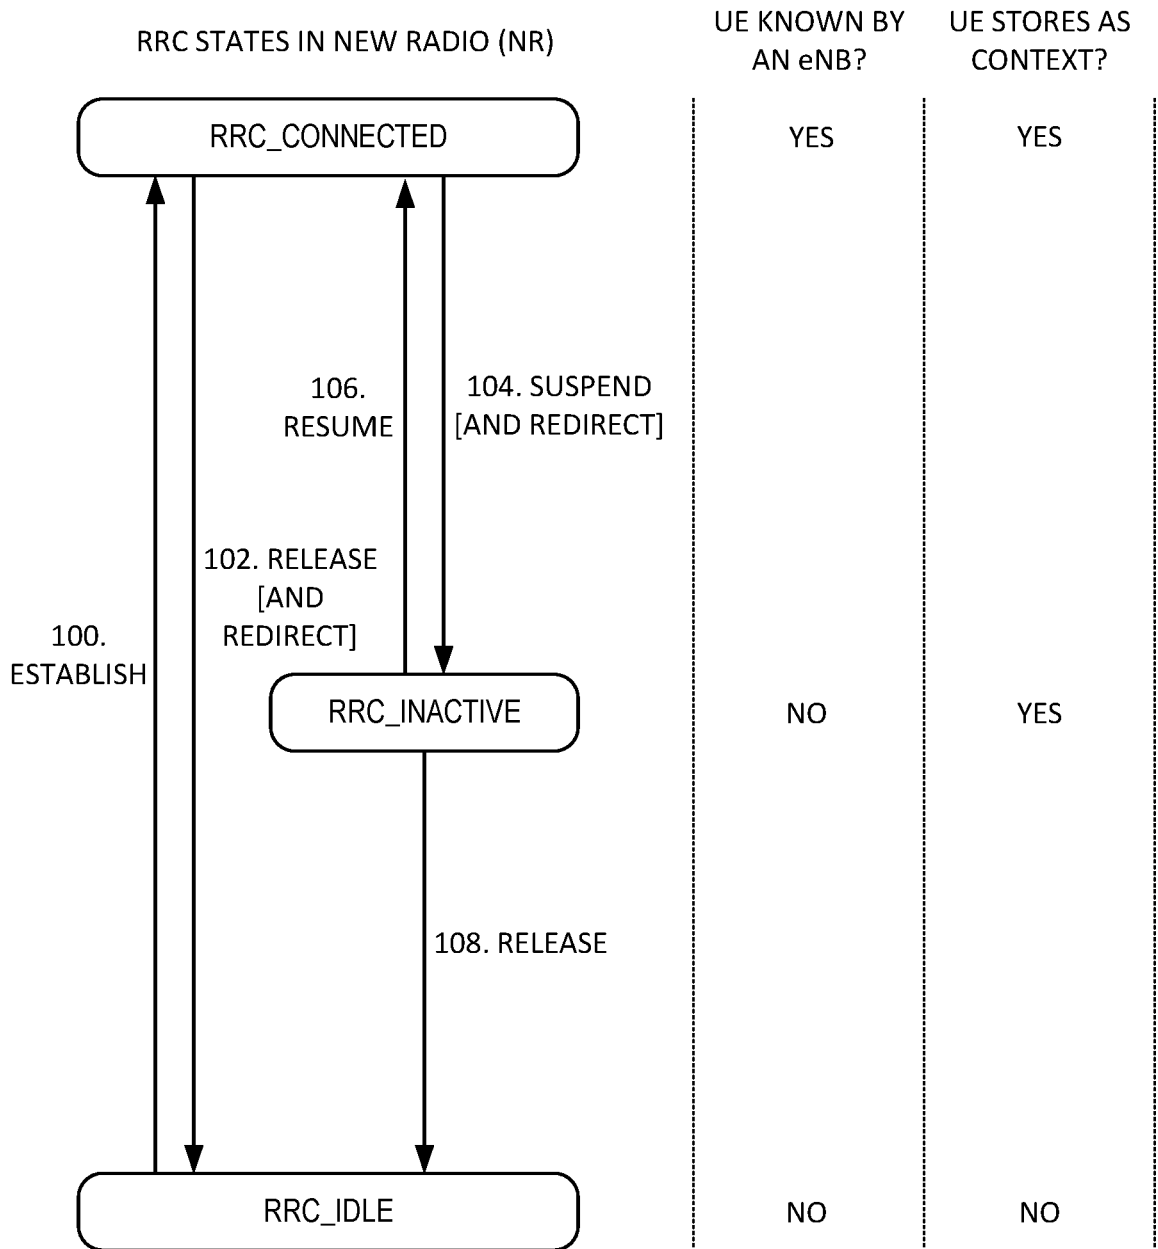 RRC STATES IN NEW RADIO (NR)
UE KNOWN BY
AN eNB?
UE STORES AS
CONTEXT?
RRC_CONNECTED
YES
YES
106.
RESUME
104. SUSPEND
[AND REDIRECT]
102. RELEASE
[AND
REDIRECT]
100.
ESTABLISH
RRC_INACTIVE
NO
YES
108. RELEASE
RRC_IDLE
NO
NO